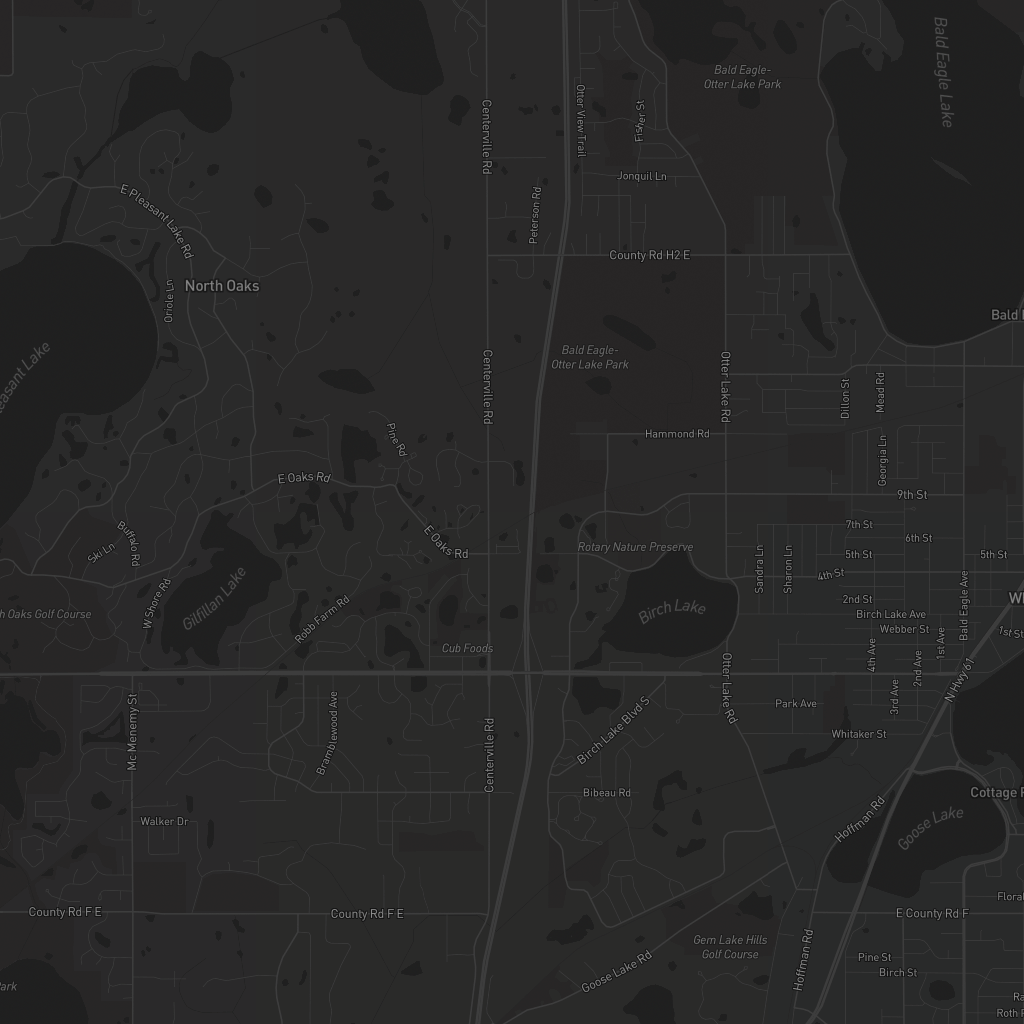 Bald Eagle Lake
Bald Eagle-
Otter Lake Park
Centerville Rd
Otter View Trail
Fisher St
Jonquil Ln
E Pleasant Lake Rd
Peterson Rd
County Rd H2 E
North Oaks
Oriole Ln
Bald
Bald Eagle-
Otter Lake Park
Centerville Rd
Otter Lake Rd
Dillon St
Mead Rd
Pine Rd
Hammond Rd
Georgia Ln
E Oaks Rd
9th St
Buffalo Rd
Ski Ln
E Oaks Rd
Rotary Nature Preserve
7th St
6th St
5th St
5th St
Sandra Ln
Sharon Ln
4th St
2nd St
Bald Eagle Ave
W Shore Rd
Gilfillan Lake
Robb Farm Rd
Birch Lake
Birch Lake Ave
Webber St
1st St
Oaks Golf Course
Cub Foods
4th Ave
1st Ave
2nd Ave
3rd Ave
N Hwy 61
Otter Lake Rd
Park Ave
Whitaker St
Mc Menemy St
Bramblewood Ave
Centerville Rd
Birch Lake Blvd S
Bibeau Rd
Walker Dr
Hoffman Rd
Goose Lake
Cottage
County Rd F E
County Rd F E
E County Rd F
Gem Lake Hills
Golf Course
Goose Lake Rd
Hoffman Rd
Pine St
Birch St
Roth